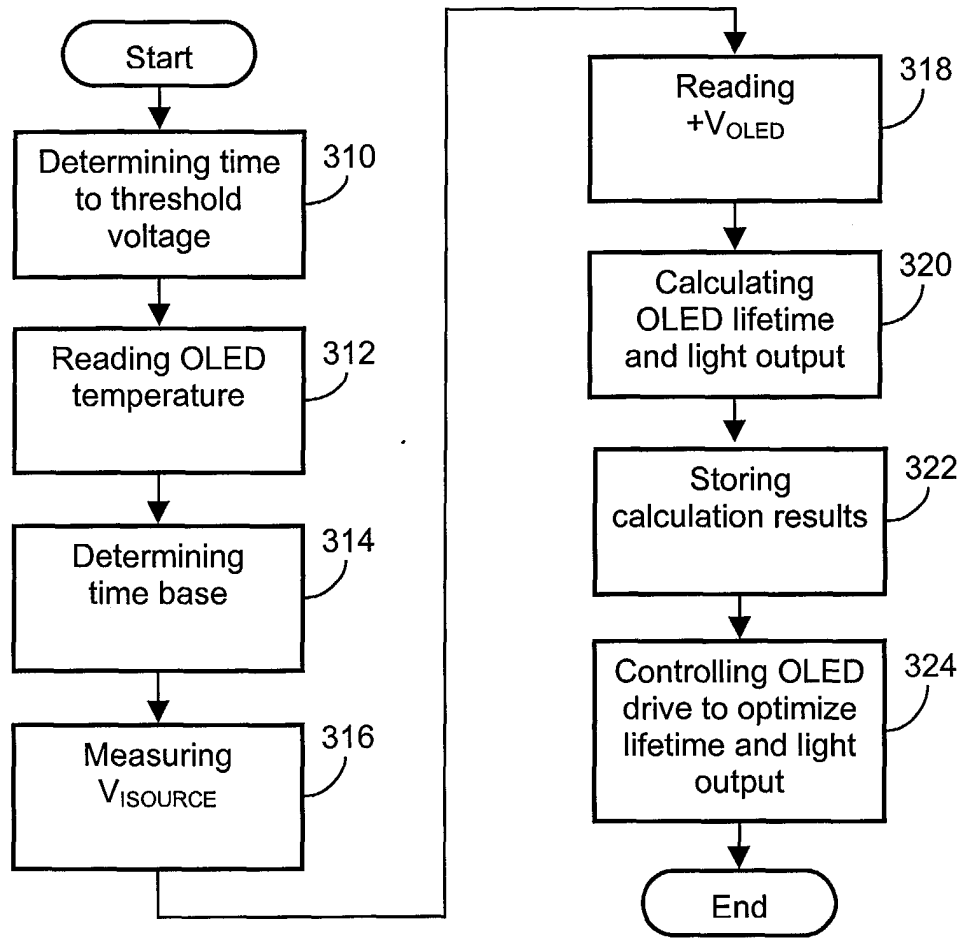 Start
Determining time
to threshold
voltage
310
Reading OLED
temperature
312
Determining
time base
314
Measuring
VISOURCE
316
Reading
+VOLED
318
Calculating
OLED lifetime
and light output
320
Storing
calculation results
322
Controlling OLED
drive to optimize
lifetime and light
output
324
End